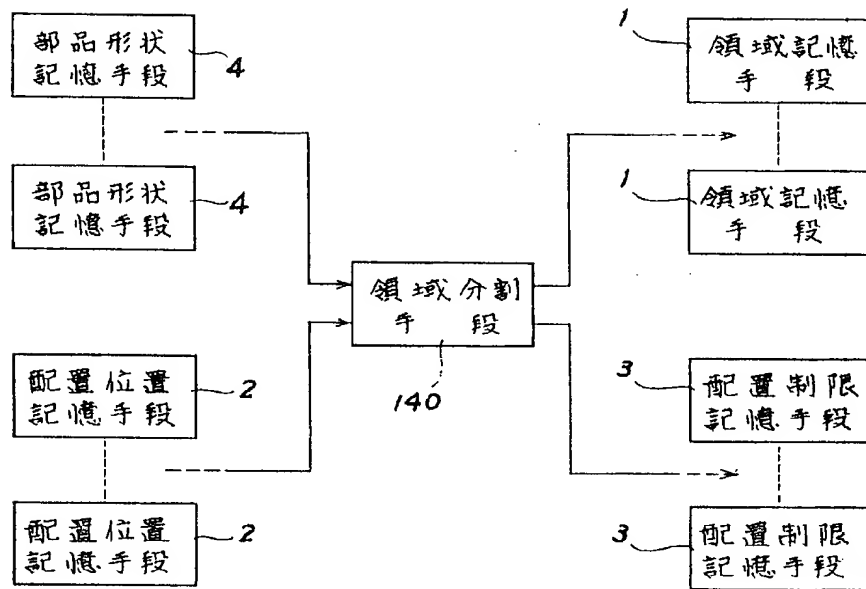 部品形状
記憶手段
4
部品形状
記憶手段
4
配置位置
記憶手段
2
配置位置
記憶手段
2
領域分割
手段
140
1
領域記憶
手段
1
領域記憶
手段
3
配置制限
記憶手段
3
配置制限
記憶手段